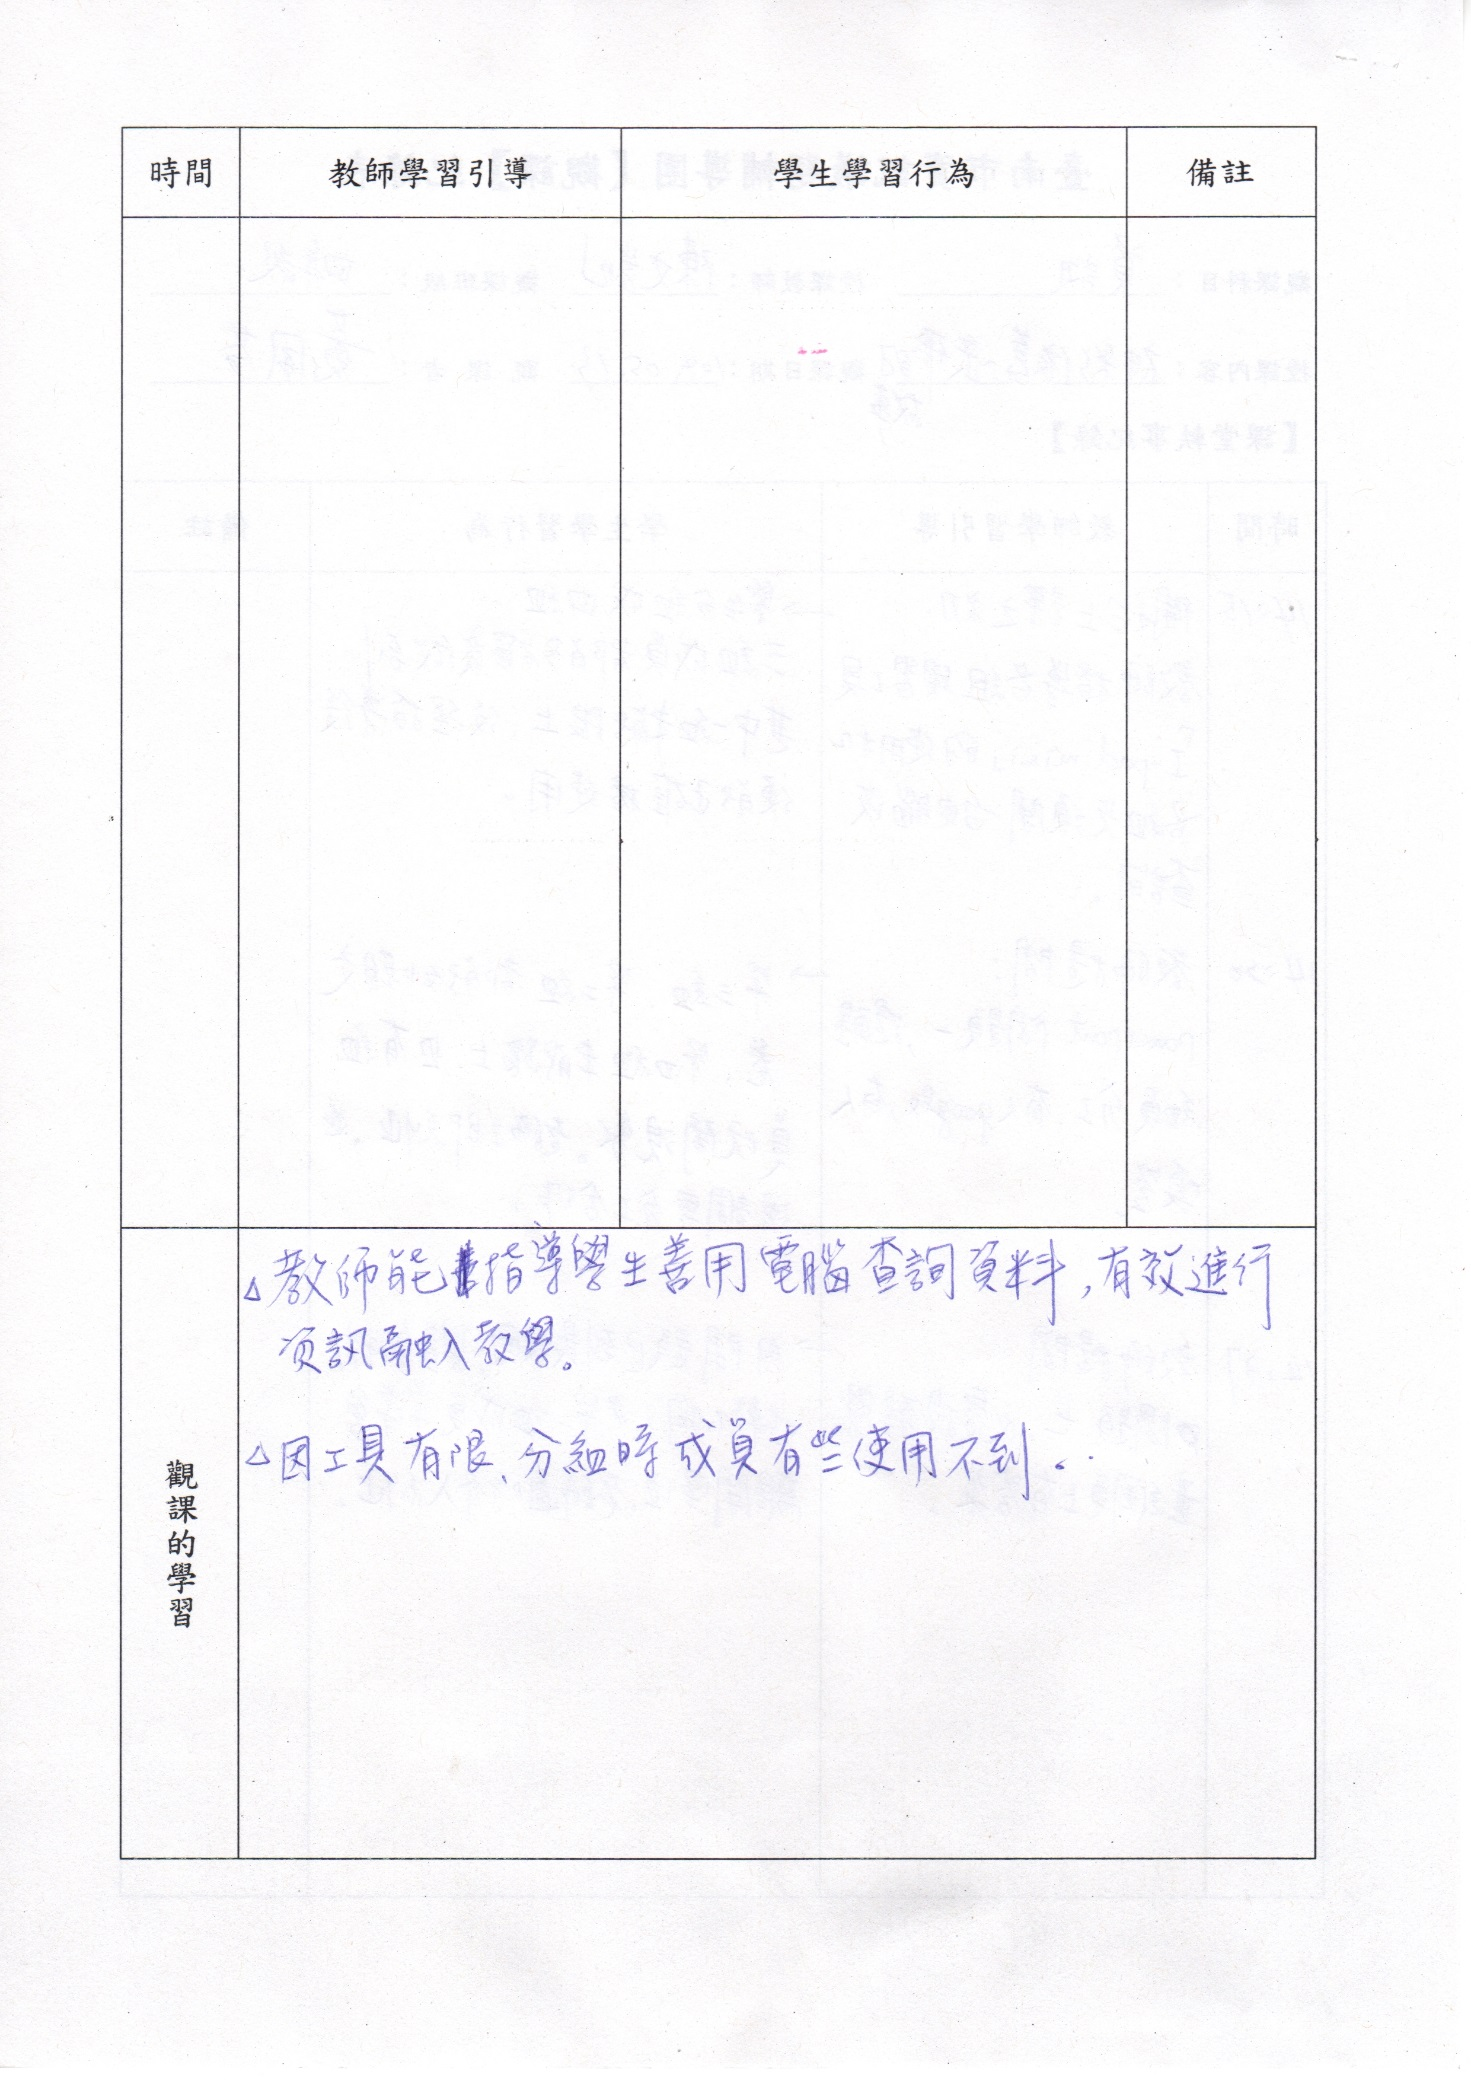 時間 教師學習引導 學生學習行為 備註
觀課的學習
△教師能指導學生善用電腦查詢資料,有效進行
資訊融入教學。
△因工具有限、分組時成員有些使用不到。